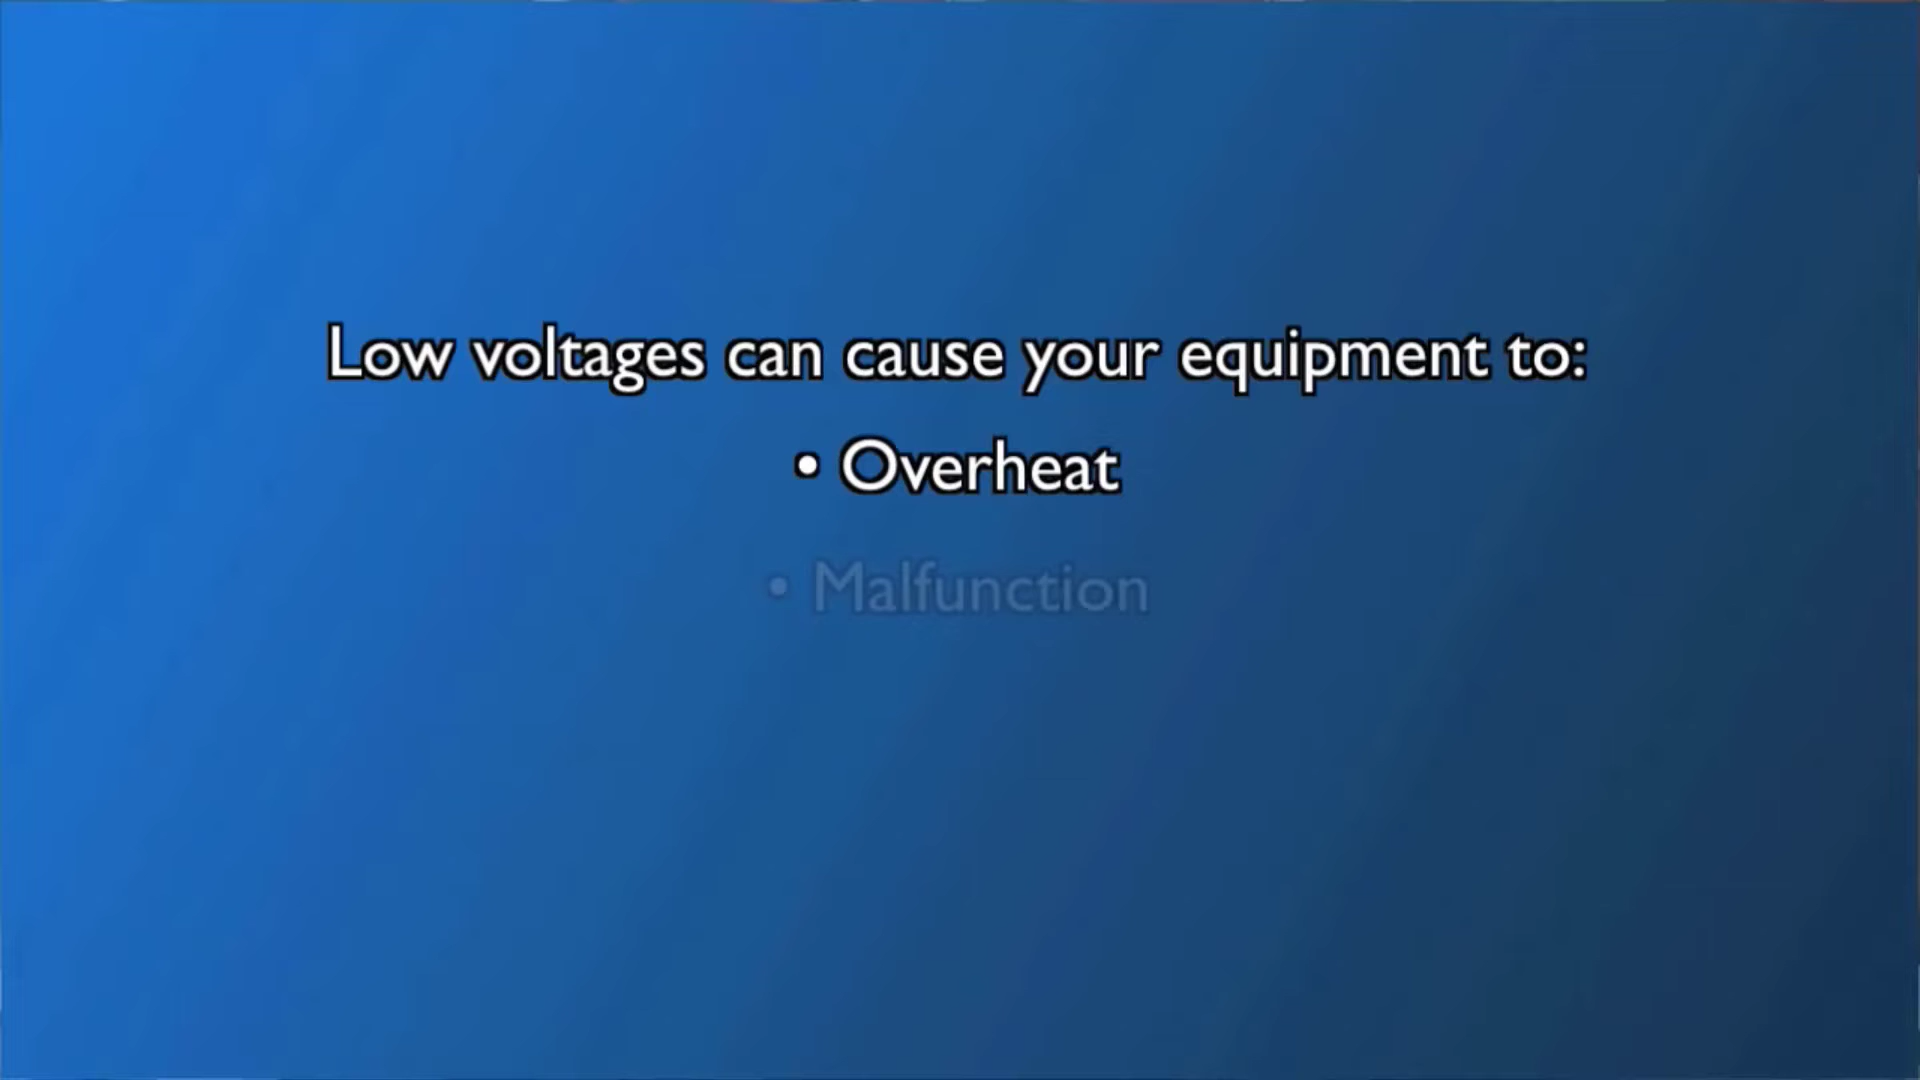 Low voltages can cause your equipment to:
• Overheat
• Malfunction